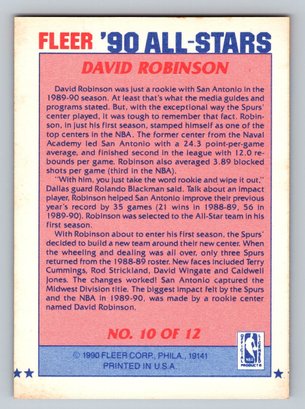 FLEER '90 ALL-STARS
DAVID ROBINSON
David Robinson was just a rookie with San Antonio in the
1989-90 season. At least that's what the media guides and
programs stated. But, with the exceptional way the Spurs'
center played, it was tough to remember that fact. Robin-
son, in just his first season, stamped himself as one of the
top centers in the NBA. The former center from the Naval
Academy led San Antonio with a 24.3 point-per-game
average, and finished second in the league with 12.0 re-
bounds-per game. Robinson also averaged 3.89 blocked
shots per game (third in the NBA).
"With him, you just take the word rookie and wipe it out."
Dallas guard Rolando Blackman said. Talk about an impact
player, Robinson helped San Antonio improve their previous
year's record by 35 games (21 wins in 1988-89, 56 in
1989-90). Robinson was selected to the All-Star team in his
first season.
With Robinson about to enter his first season, the Spurs'
decided to build a new team around their new center. When
the wheeling and dealing was all over, only three Spurs
returned from the 1988-89 roster. New faces included Terry
Cummings, Rod Strickland, David Wingate and Caldwell
Jones. The changes worked! San Antonio captured the
Midwest Division title. The biggest impact felt by the Spurs
and the NBA in 1989-90, was made by a rookie center
named David Robinson.
NO. 10 OF 12
© 1990 FLEER CORP., PHILA., 19141
PRINTED IN U.S.A.